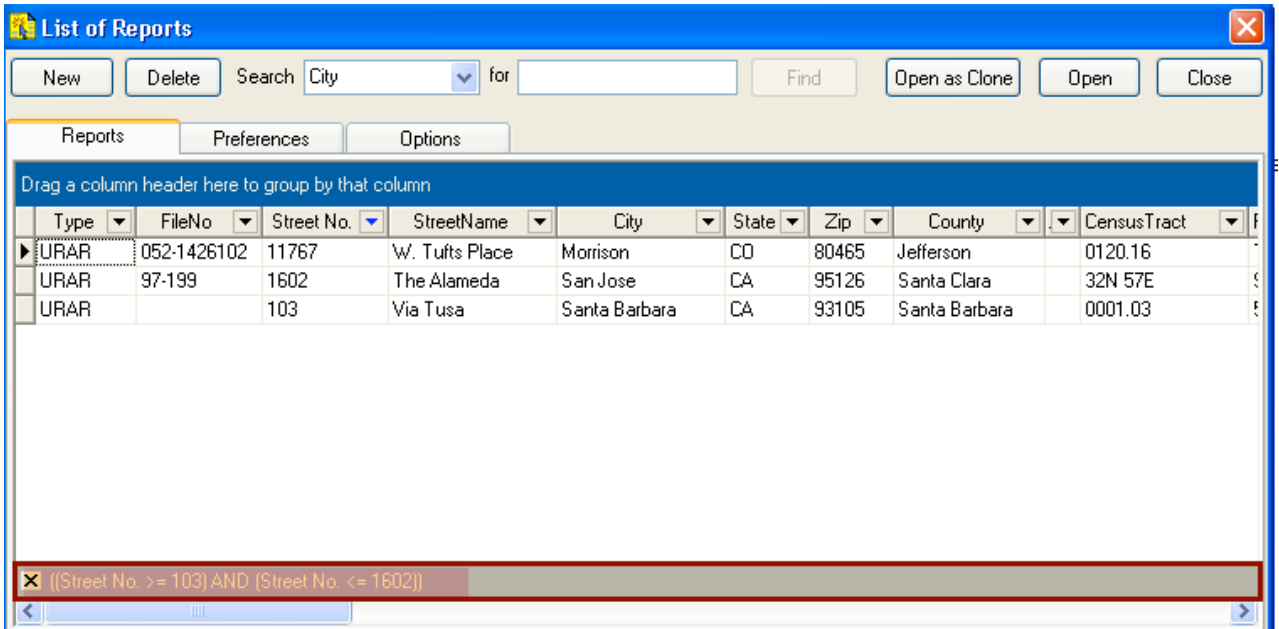 List of Reports
New Delete Search City for Find Open as Clone Open Close
Reports Preferences Options
Drag a column header here to group by that column
Type FileNo Street No. StreetName City State Zip County . CensusTract
URAR 052-1426102 11767 W. Tufts Place Morrison CO 80465 Jefferson 0120.16
URAR 97-199 1602 The Alameda San Jose CA 95126 Santa Clara 32N 57E
URAR 103 Via Tusa Santa Barbara CA 93105 Santa Barbara 0001.03
((Street No. >= 103) AND (Street No. <= 1602))